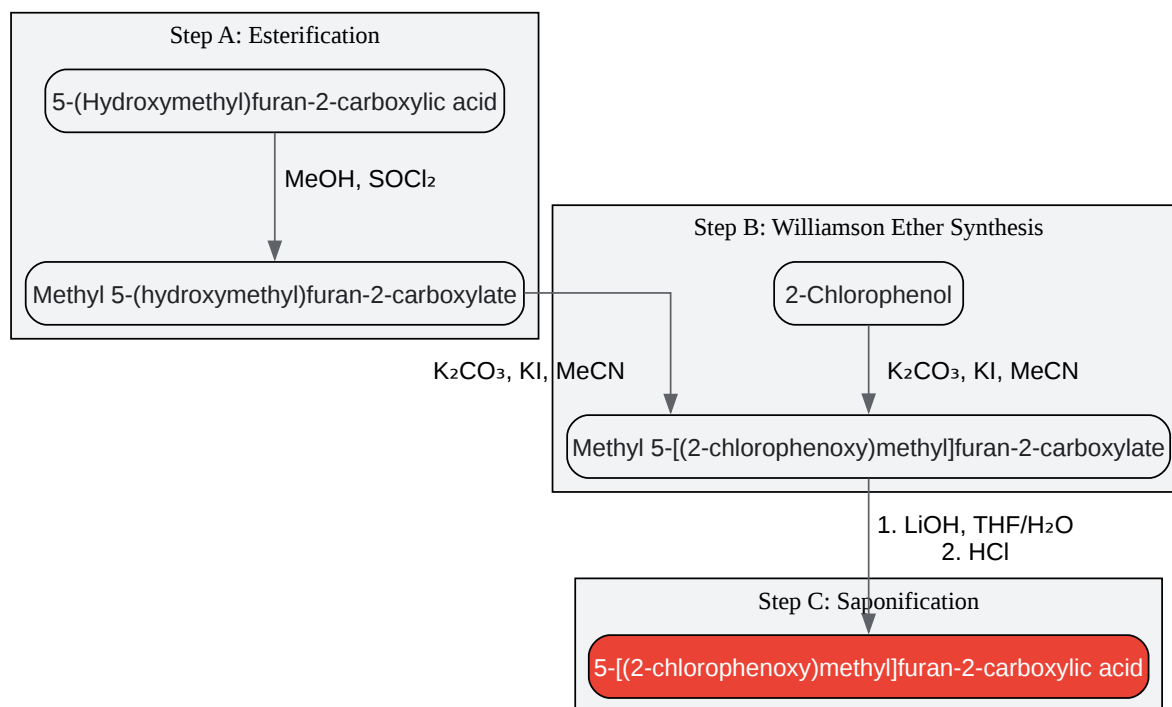 Step A: Esterification
5-(Hydroxymethyl)furan-2-carboxylic acid
MeOH, SOCl₂
Methyl 5-(hydroxymethyl)furan-2-carboxylate
Step B: Williamson Ether Synthesis
2-Chlorophenol
K₂CO₃, KI, MeCN
K₂CO₃, KI, MeCN
Methyl 5-[(2-chlorophenoxy)methyl]furan-2-carboxylate
1. LiOH, THF/H₂O
2. HCl
Step C: Saponification
5-[(2-chlorophenoxy)methyl]furan-2-carboxylic acid